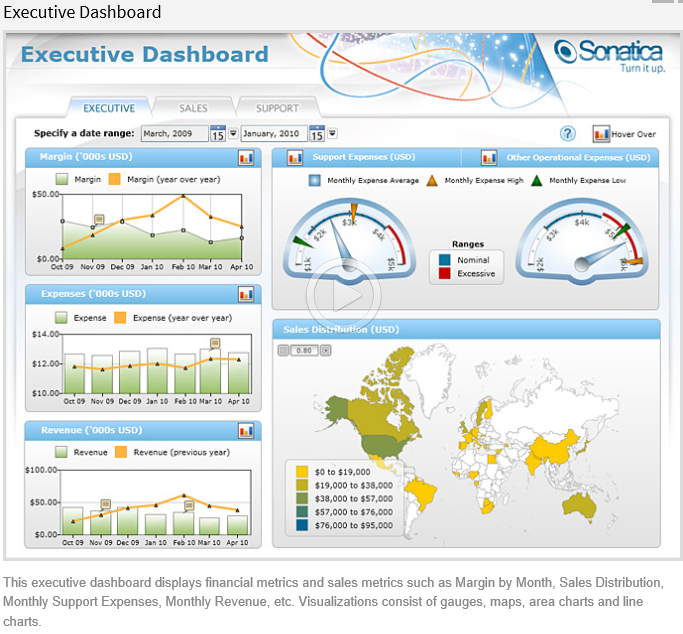 Executive Dashboard
Executive Dashboard
Sonatica
Turn it up.
EXECUTIVE SALES SUPPORT
Specify a date range: March, 2009 15 January, 2010 15 ? Hover Over
Margin ('000s USD)
Margin Margin (year over year)
$50.00
$0.00
Oct 09 Nov 09 Dec 09 Jan 10 Feb 10 Mar 10 Apr 10
Expenses ('000s USD)
Expense Expense (year over year)
$14.00
$12.00
$10.00
Oct 09 Nov 09 Dec 09 Jan 10 Feb 10 Mar 10 Apr 10
Revenue ('000s USD)
Revenue Revenue (previous year)
$100.00
$50.00
$0.00
Oct 09 Nov 09 Dec 09 Jan 10 Feb 10 Mar 10 Apr 10
Support Expenses (USD) Other Operational Expenses (USD)
Monthly Expense Average Monthly Expense High Monthly Expense Low
$1k $2k $3k $4k $5k
Ranges
Nominal
Excessive
$2k $3k $4k $5k $6k
Sales Distribution (USD)
0.80
$0 to $19,000
$19,000 to $38,000
$38,000 to $57,000
$57,000 to $76,000
$76,000 to $95,000
This executive dashboard displays financial metrics and sales metrics such as Margin by Month, Sales Distribution,
Monthly Support Expenses, Monthly Revenue, etc. Visualizations consist of gauges, maps, area charts and line
charts.